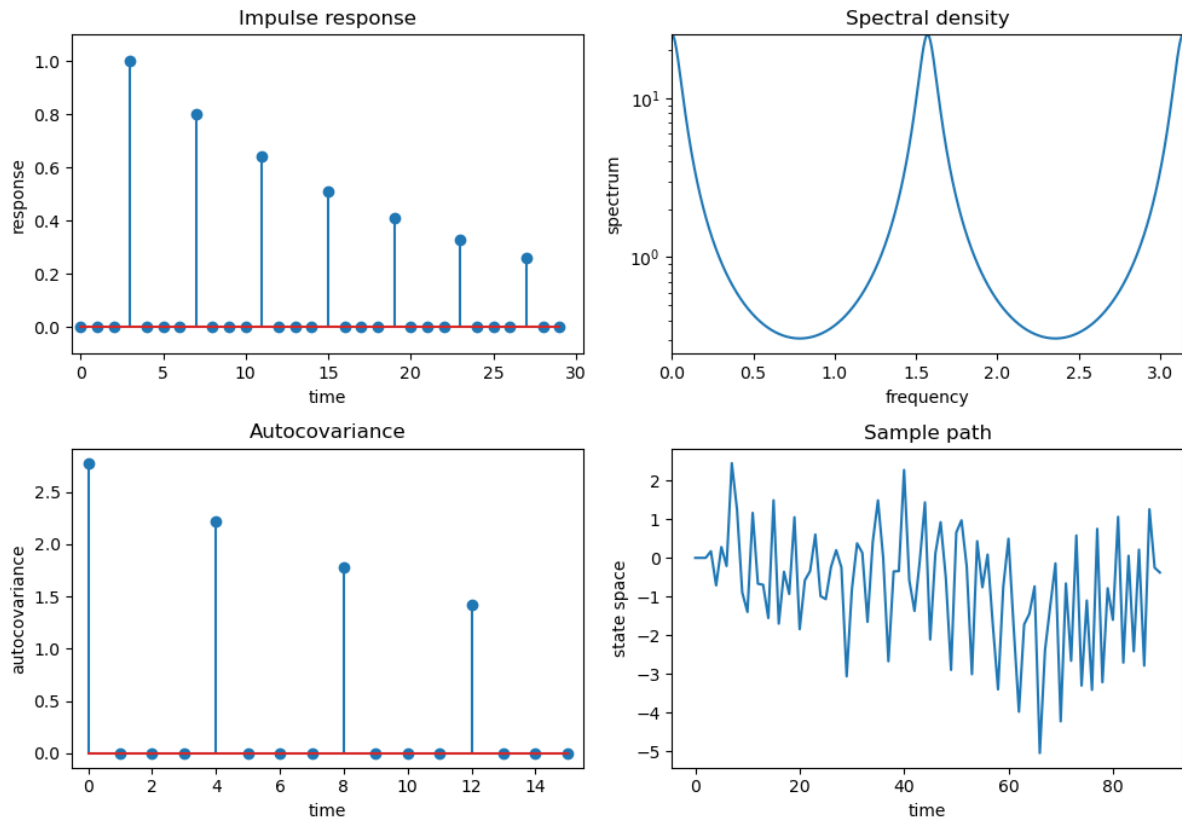 Impulse response
1.0
0.8
0.6
0.4
0.2
0.0
response
0 5 10 15 20 25 30
time
Spectral density
10¹
10⁰
spectrum
0.0 0.5 1.0 1.5 2.0 2.5 3.0
frequency
Autocovariance
2.5
2.0
1.5
1.0
0.5
0.0
autocovariance
0 2 4 6 8 10 12 14
time
Sample path
2
1
0
−1
−2
−3
−4
−5
state space
0 20 40 60 80
time